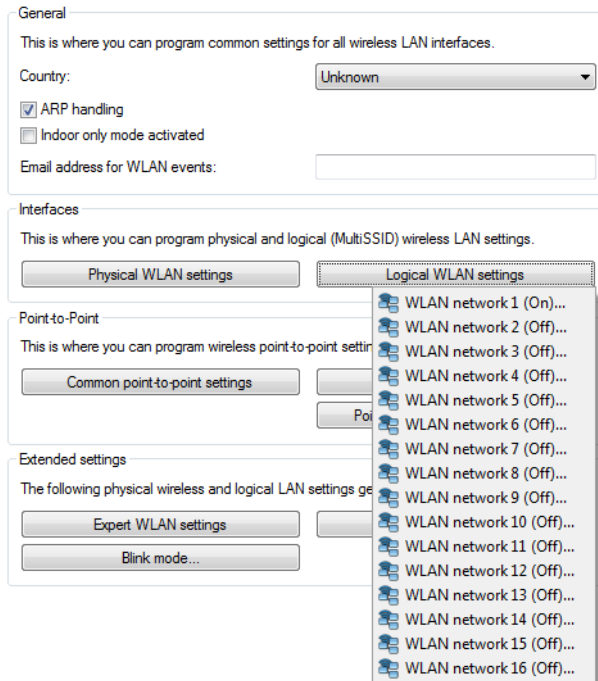 General
This is where you can program common settings for all wireless LAN interfaces.
Country:
Unknown
ARP handling
Indoor only mode activated
Email address for WLAN events:
Interfaces
This is where you can program physical and logical (MultiSSID) wireless LAN settings.
Physical WLAN settings
Logical WLAN settings
WLAN network 1 (On)...
WLAN network 2 (Off)...
WLAN network 3 (Off)...
WLAN network 4 (Off)...
WLAN network 5 (Off)...
WLAN network 6 (Off)...
WLAN network 7 (Off)...
WLAN network 8 (Off)...
WLAN network 9 (Off)...
WLAN network 10 (Off)...
WLAN network 11 (Off)...
WLAN network 12 (Off)...
WLAN network 13 (Off)...
WLAN network 14 (Off)...
WLAN network 15 (Off)...
WLAN network 16 (Off)...
Point-to-Point
This is where you can program wireless point-to-point
Common point-to-point settings
Extended settings
The following physical wireless and logical LAN settings
Expert WLAN settings
Blink mode...